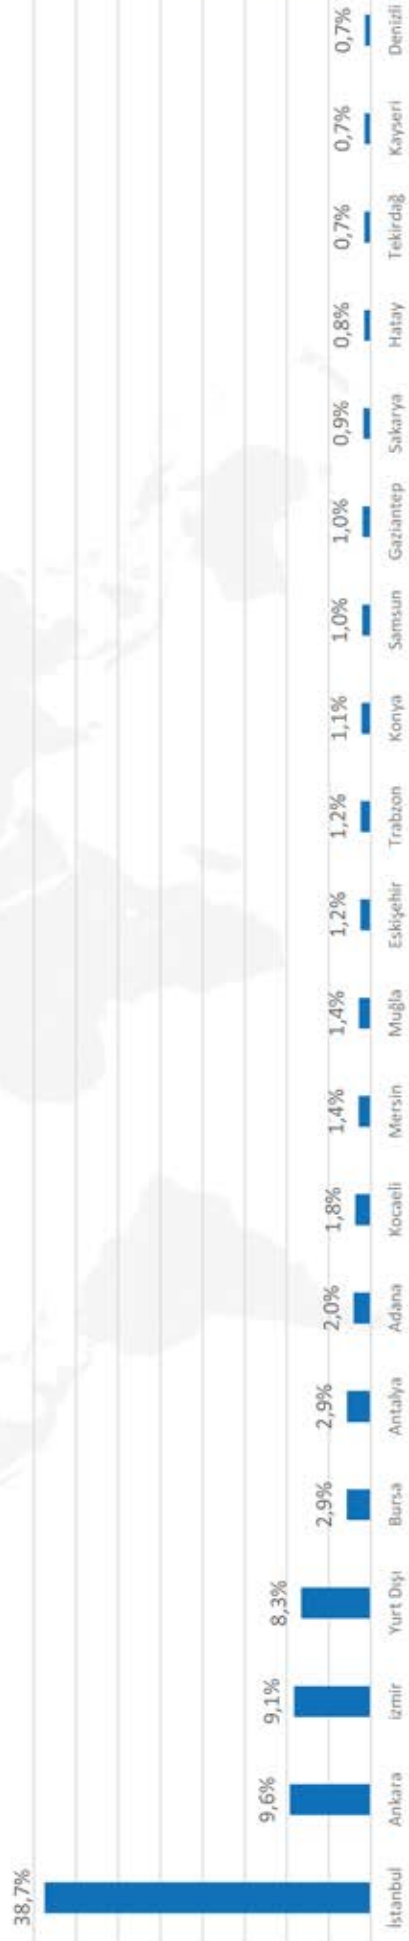 38,7%
9,6%
9,1%
8,3%
2,9%
2,9%
2,0%
1,8%
1,4%
1,4%
1,2%
1,2%
1,1%
1,0%
1,0%
0,9%
0,8%
0,7%
0,7%
0,7%
İstanbul
Ankara
İzmir
Yurt Dışı
Bursa
Antalya
Adana
Kocaeli
Mersin
Muğla
Eskişehir
Trabzon
Konya
Samsun
Gaziantep
Sakarya
Hatay
Tekirdağ
Kayseri
Denizli